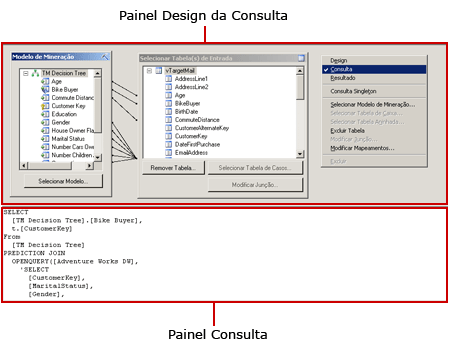 Painel Design da Consulta
Modelo de Mineração
TM Decision Tree
Age
Bike Buyer
Commute Distance
Customer Key
Education
Gender
House Owner Fla
Marital Status
Number Cars Owr
Number Children
Selecionar Modelo...
Selecionar Tabela(s) de Entrada
vTargetMail
AddressLine1
AddressLine2
Age
BikeBuyer
BirthDate
CommuteDistance
CustomerAlternateKey
CustomerKey
DateFirstPurchase
EmailAddress
Remover Tabela...
Selecionar Tabela de Casos...
Modificar Junção...
Design
Consulta
Resultado
Consulta Singleton
Selecionar Modelo de Mineração...
Selecionar Tabela de Casos...
Selecionar Tabela Aninhada...
Excluir Tabela
Modificar Junção...
Modificar Mapeamentos...
Excluir
SELECT
[TM Decision Tree].[Bike Buyer],
t.[CustomerKey]
From
[TM Decision Tree]
PREDICTION JOIN
OPENQUERY([Adventure Works DW],
'SELECT
[CustomerKey],
[MaritalStatus],
[Gender],
Painel Consulta